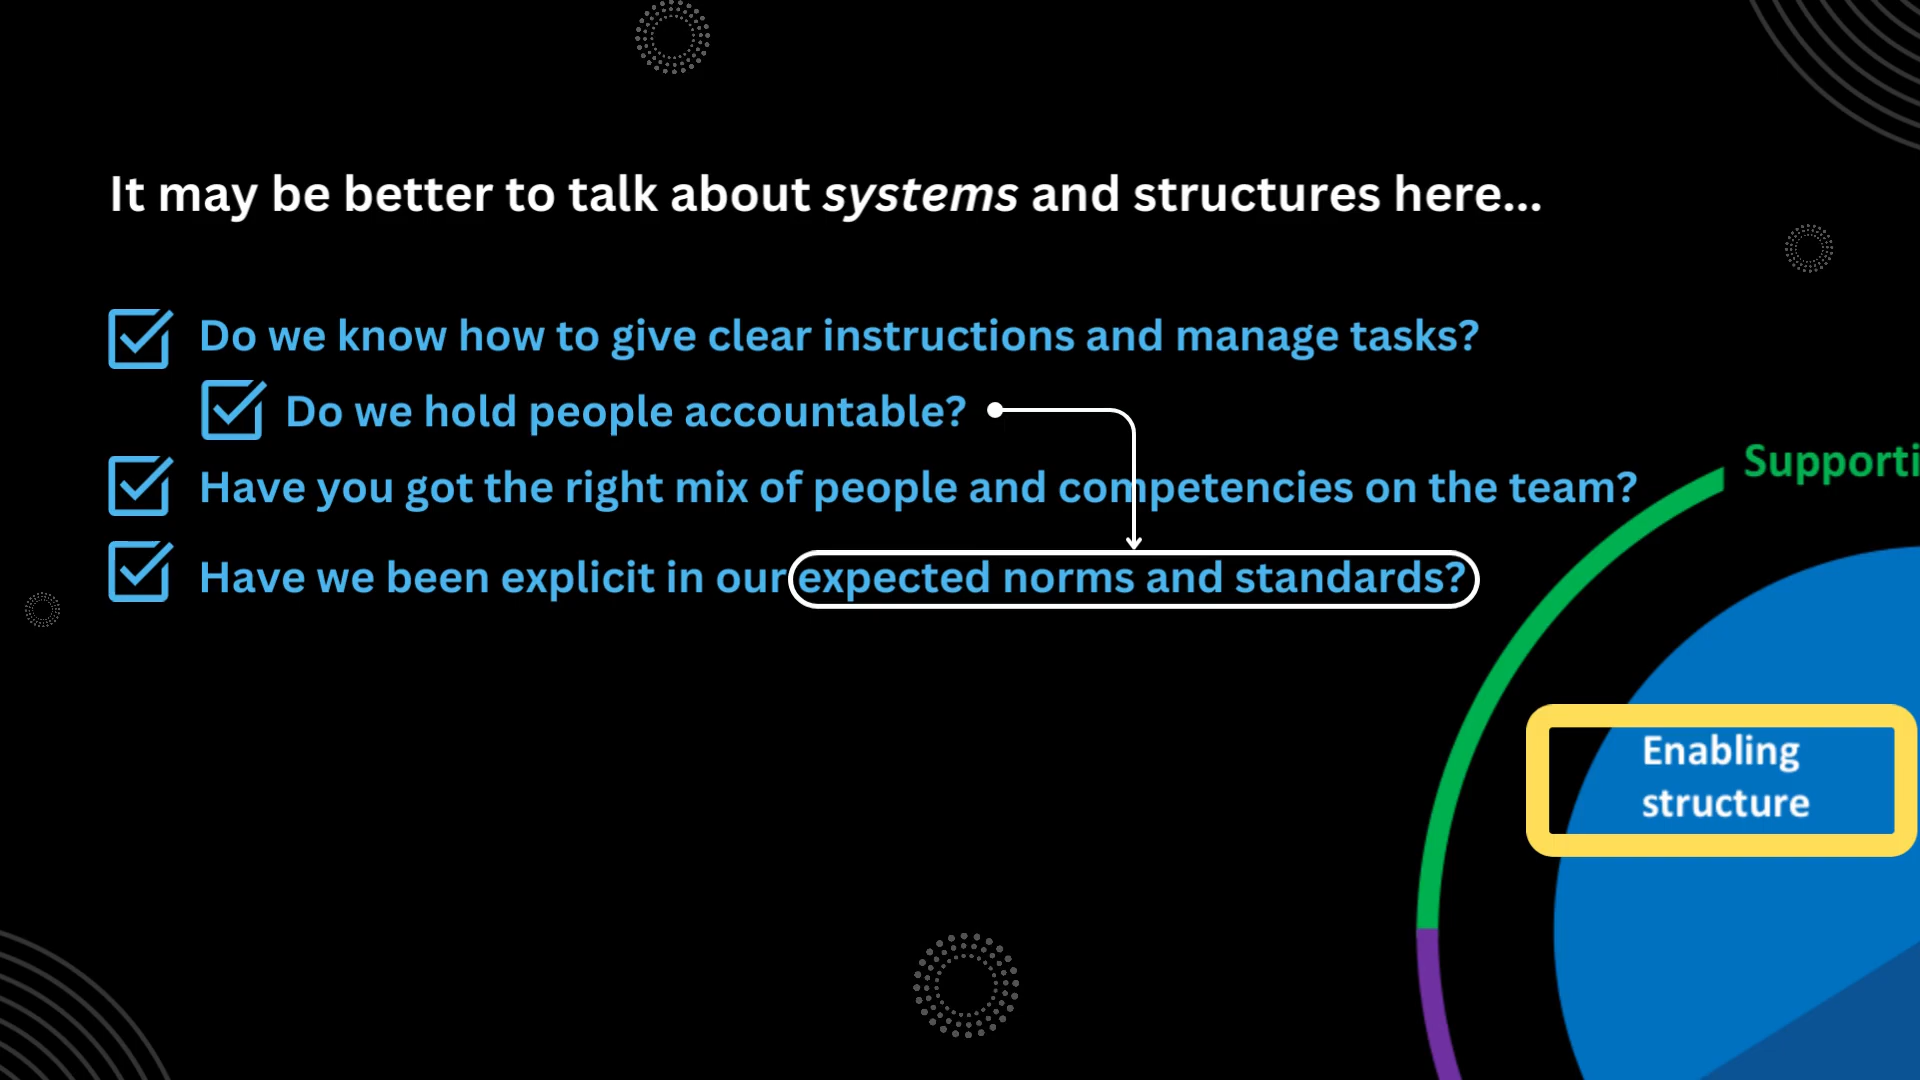 It may be better to talk about systems and structures here...
Do we know how to give clear instructions and manage tasks?
Do we hold people accountable?
Have you got the right mix of people and competencies on the team?
Have we been explicit in our expected norms and standards?
Supporti
Enabling
structure